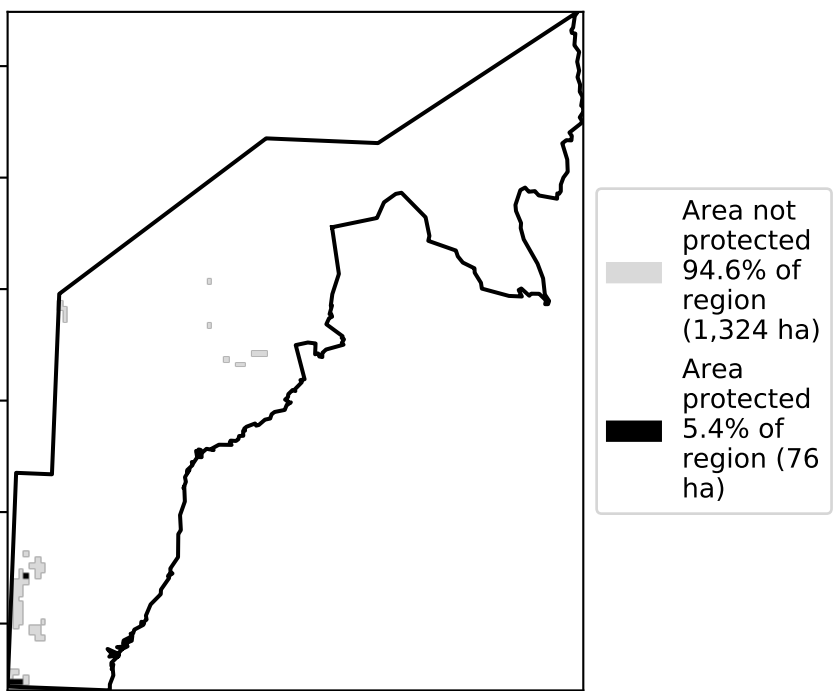 Area not
protected
94.6% of
region
(1,324 ha)
Area
protected
5.4% of
region (76
ha)